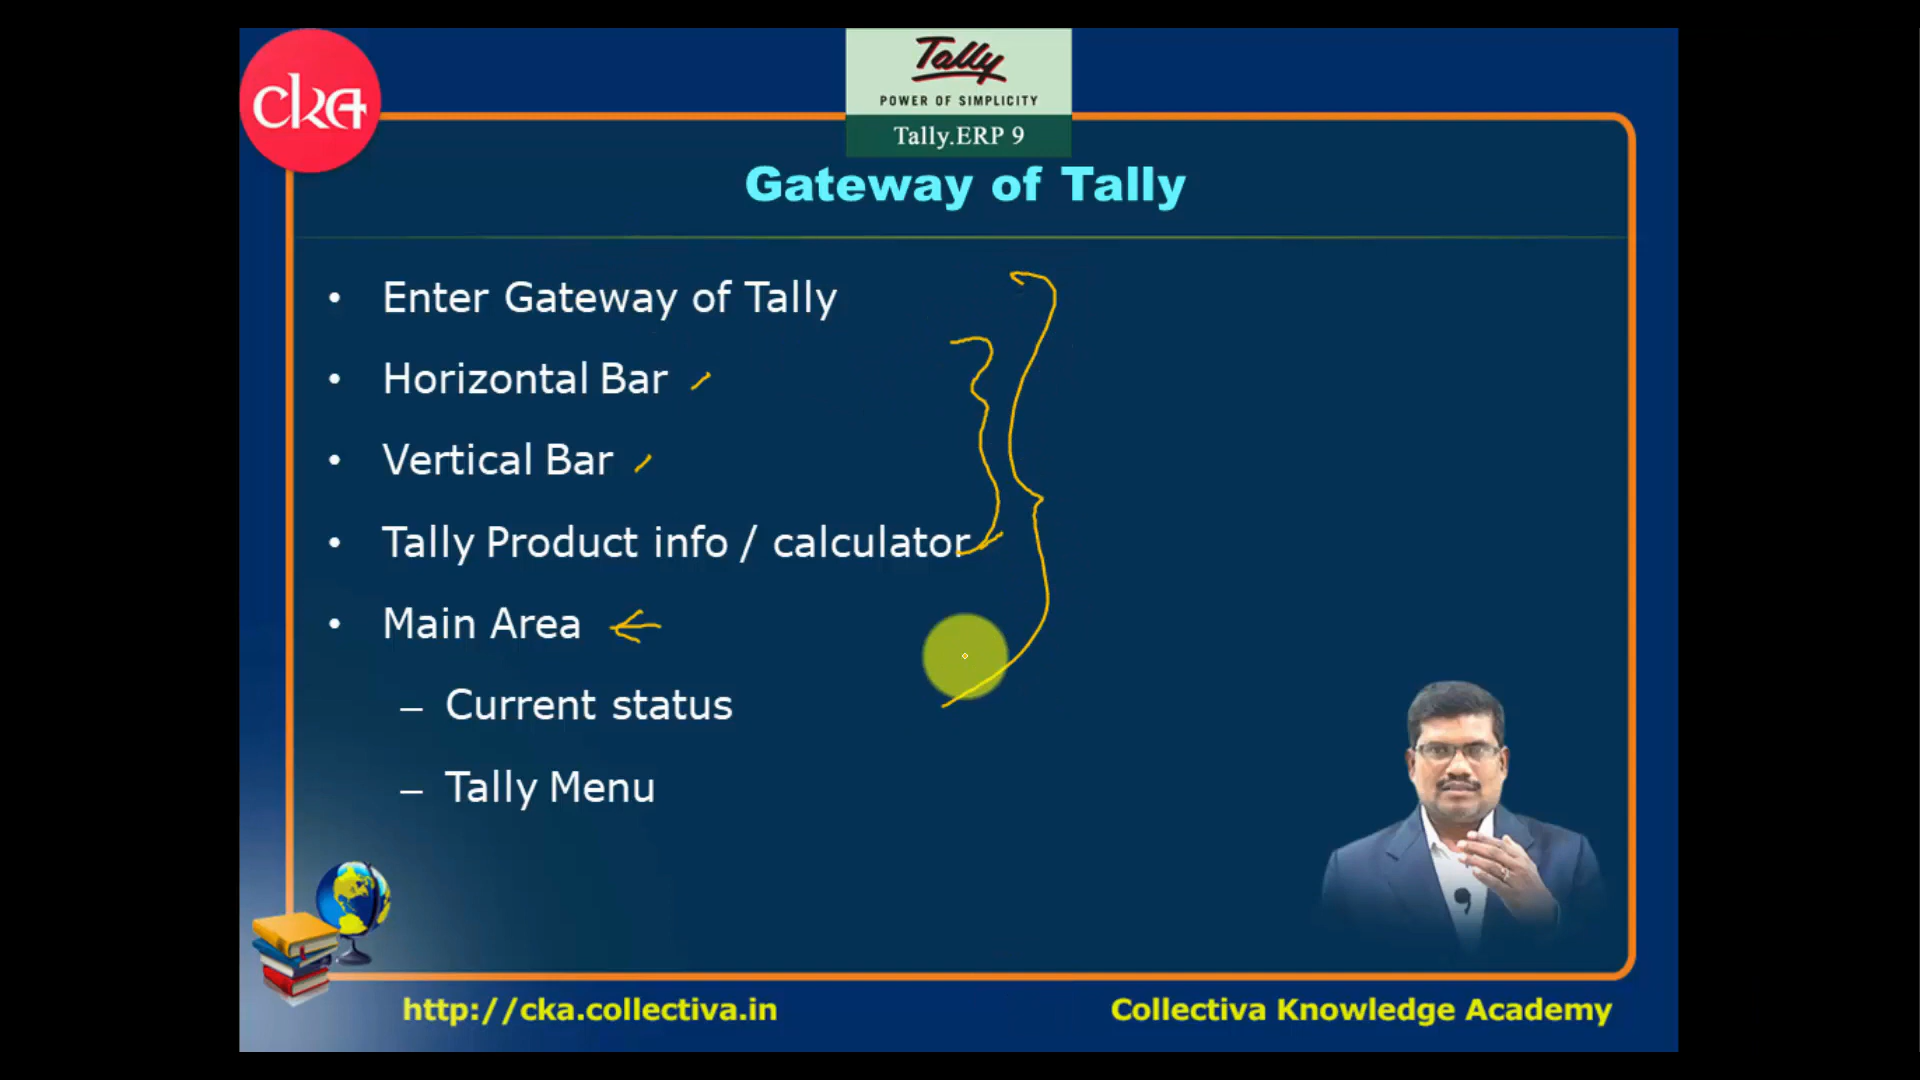 cka
Tally
POWER OF SIMPLICITY
Tally.ERP 9
Gateway of Tally
• Enter Gateway of Tally
• Horizontal Bar
• Vertical Bar
• Tally Product info / calculator
• Main Area
– Current status
– Tally Menu
http://cka.collectiva.in
Collectiva Knowledge Academy